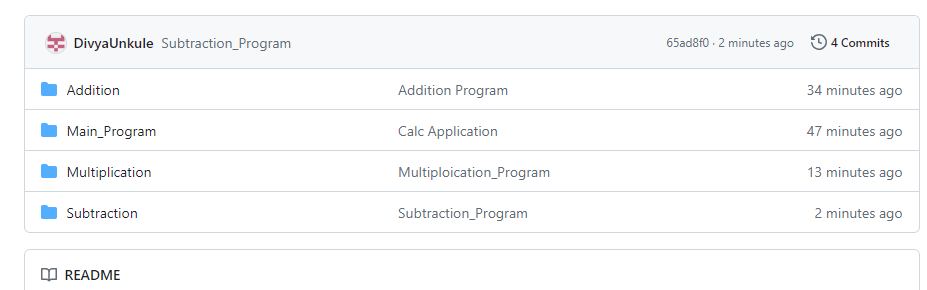 DivyaUnkule Subtraction_Program 65ad8f0 · 2 minutes ago 4 Commits
Addition Addition Program 34 minutes ago
Main_Program Calc Application 47 minutes ago
Multiplication Multiploication_Program 13 minutes ago
Subtraction Subtraction_Program 2 minutes ago
README